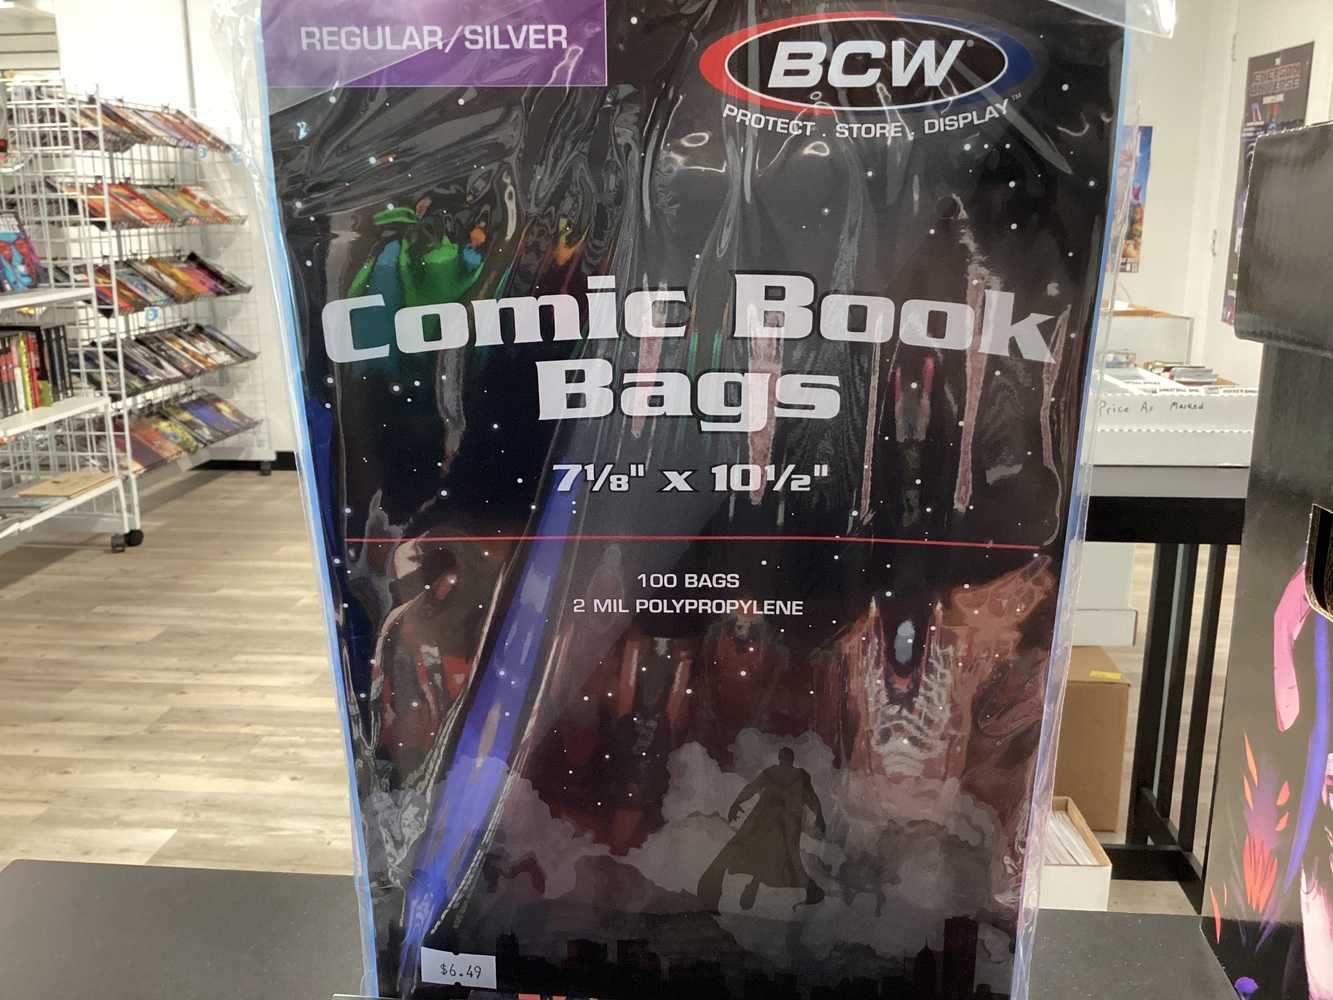 REGULAR/SILVER
BCW
PROTECT . STORE . DISPLAY™
Comic Book
Bags
7⅛" x 10½"
100 BAGS
2 MIL POLYPROPYLENE
$6.49
Price As Marked